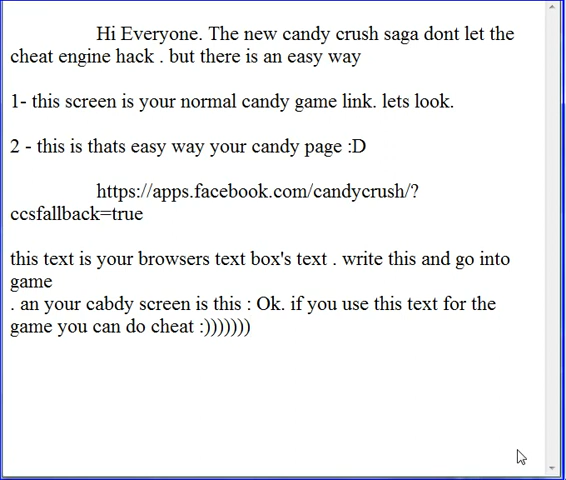 Hi Everyone. The new candy crush saga dont let the
cheat engine hack . but there is an easy way
1- this screen is your normal candy game link. lets look.
2 - this is thats easy way your candy page :D
https://apps.facebook.com/candycrush/?
ccsfallback=true
this text is your browsers text box's text . write this and go into
game
. an your cabdy screen is this : Ok. if you use this text for the
game you can do cheat :)))))))